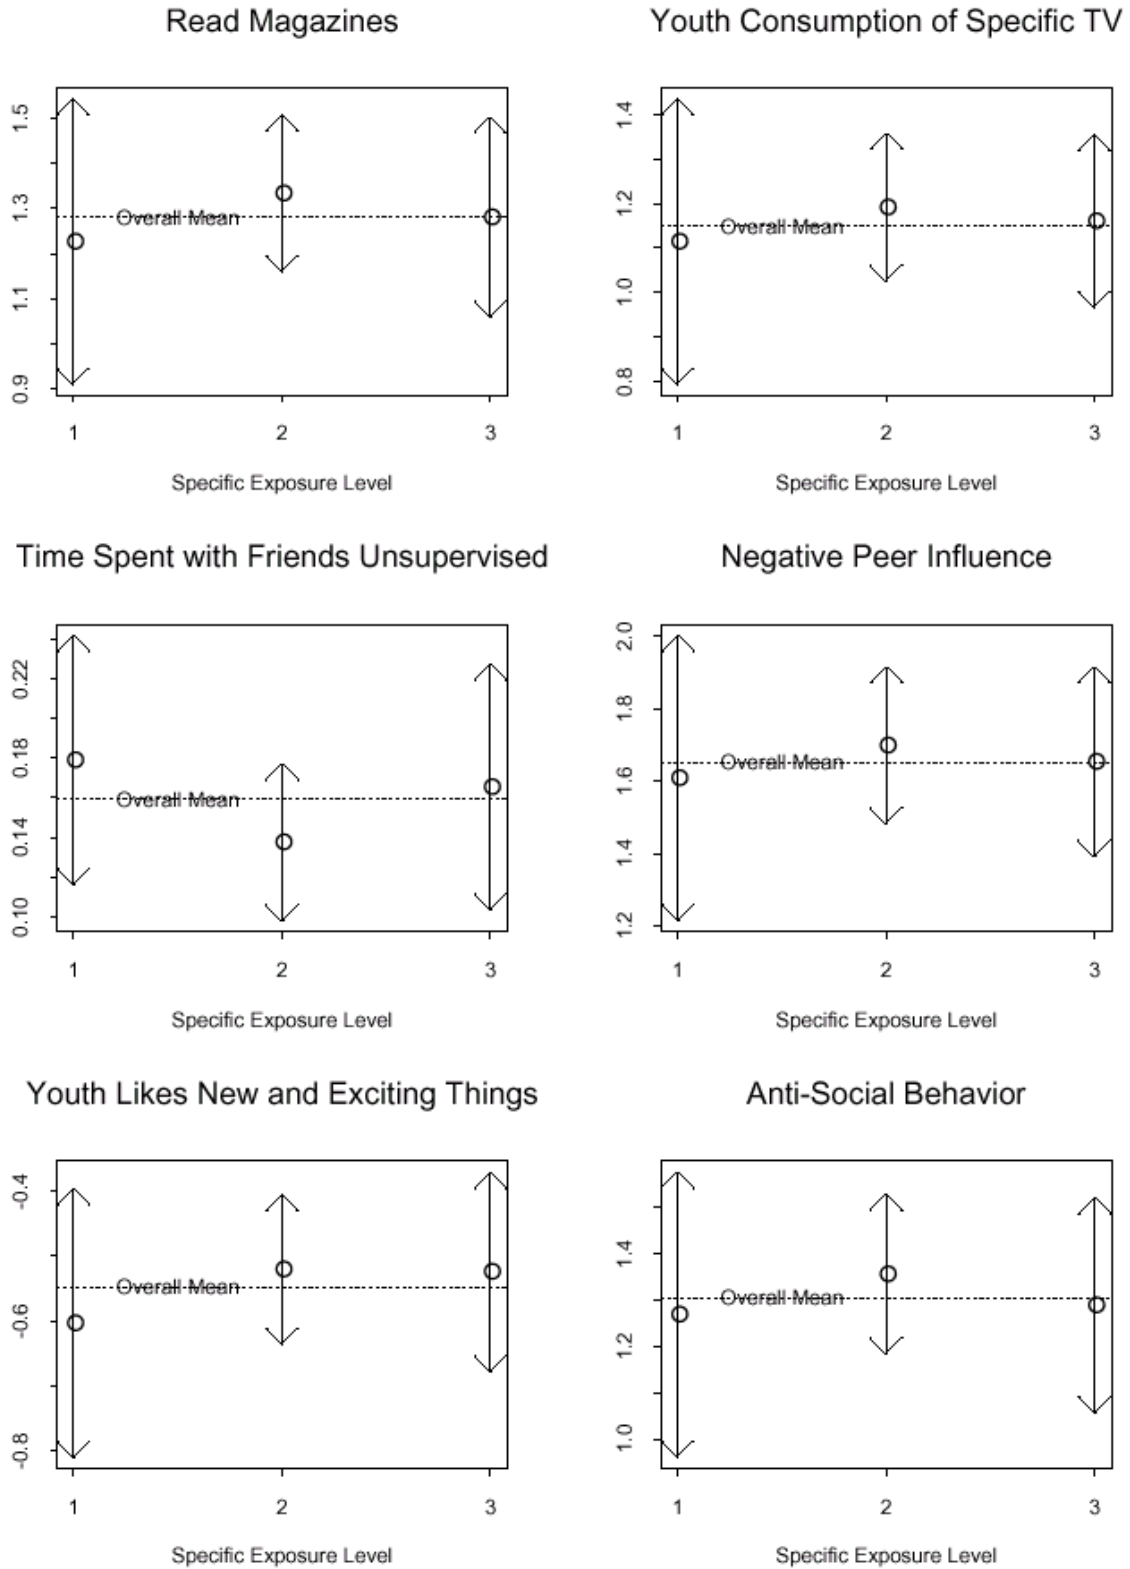 Read Magazines
1.5
1.3
1.1
0.9
Overall Mean
1 2 3
Specific Exposure Level
Youth Consumption of Specific TV
1.4
1.2
1.0
0.8
Overall Mean
1 2 3
Specific Exposure Level
Time Spent with Friends Unsupervised
0.22
0.18
0.14
0.10
Overall Mean
1 2 3
Specific Exposure Level
Negative Peer Influence
2.0
1.8
1.6
1.4
1.2
Overall Mean
1 2 3
Specific Exposure Level
Youth Likes New and Exciting Things
-0.4
-0.6
-0.8
Overall Mean
1 2 3
Specific Exposure Level
Anti-Social Behavior
1.4
1.2
1.0
Overall Mean
1 2 3
Specific Exposure Level